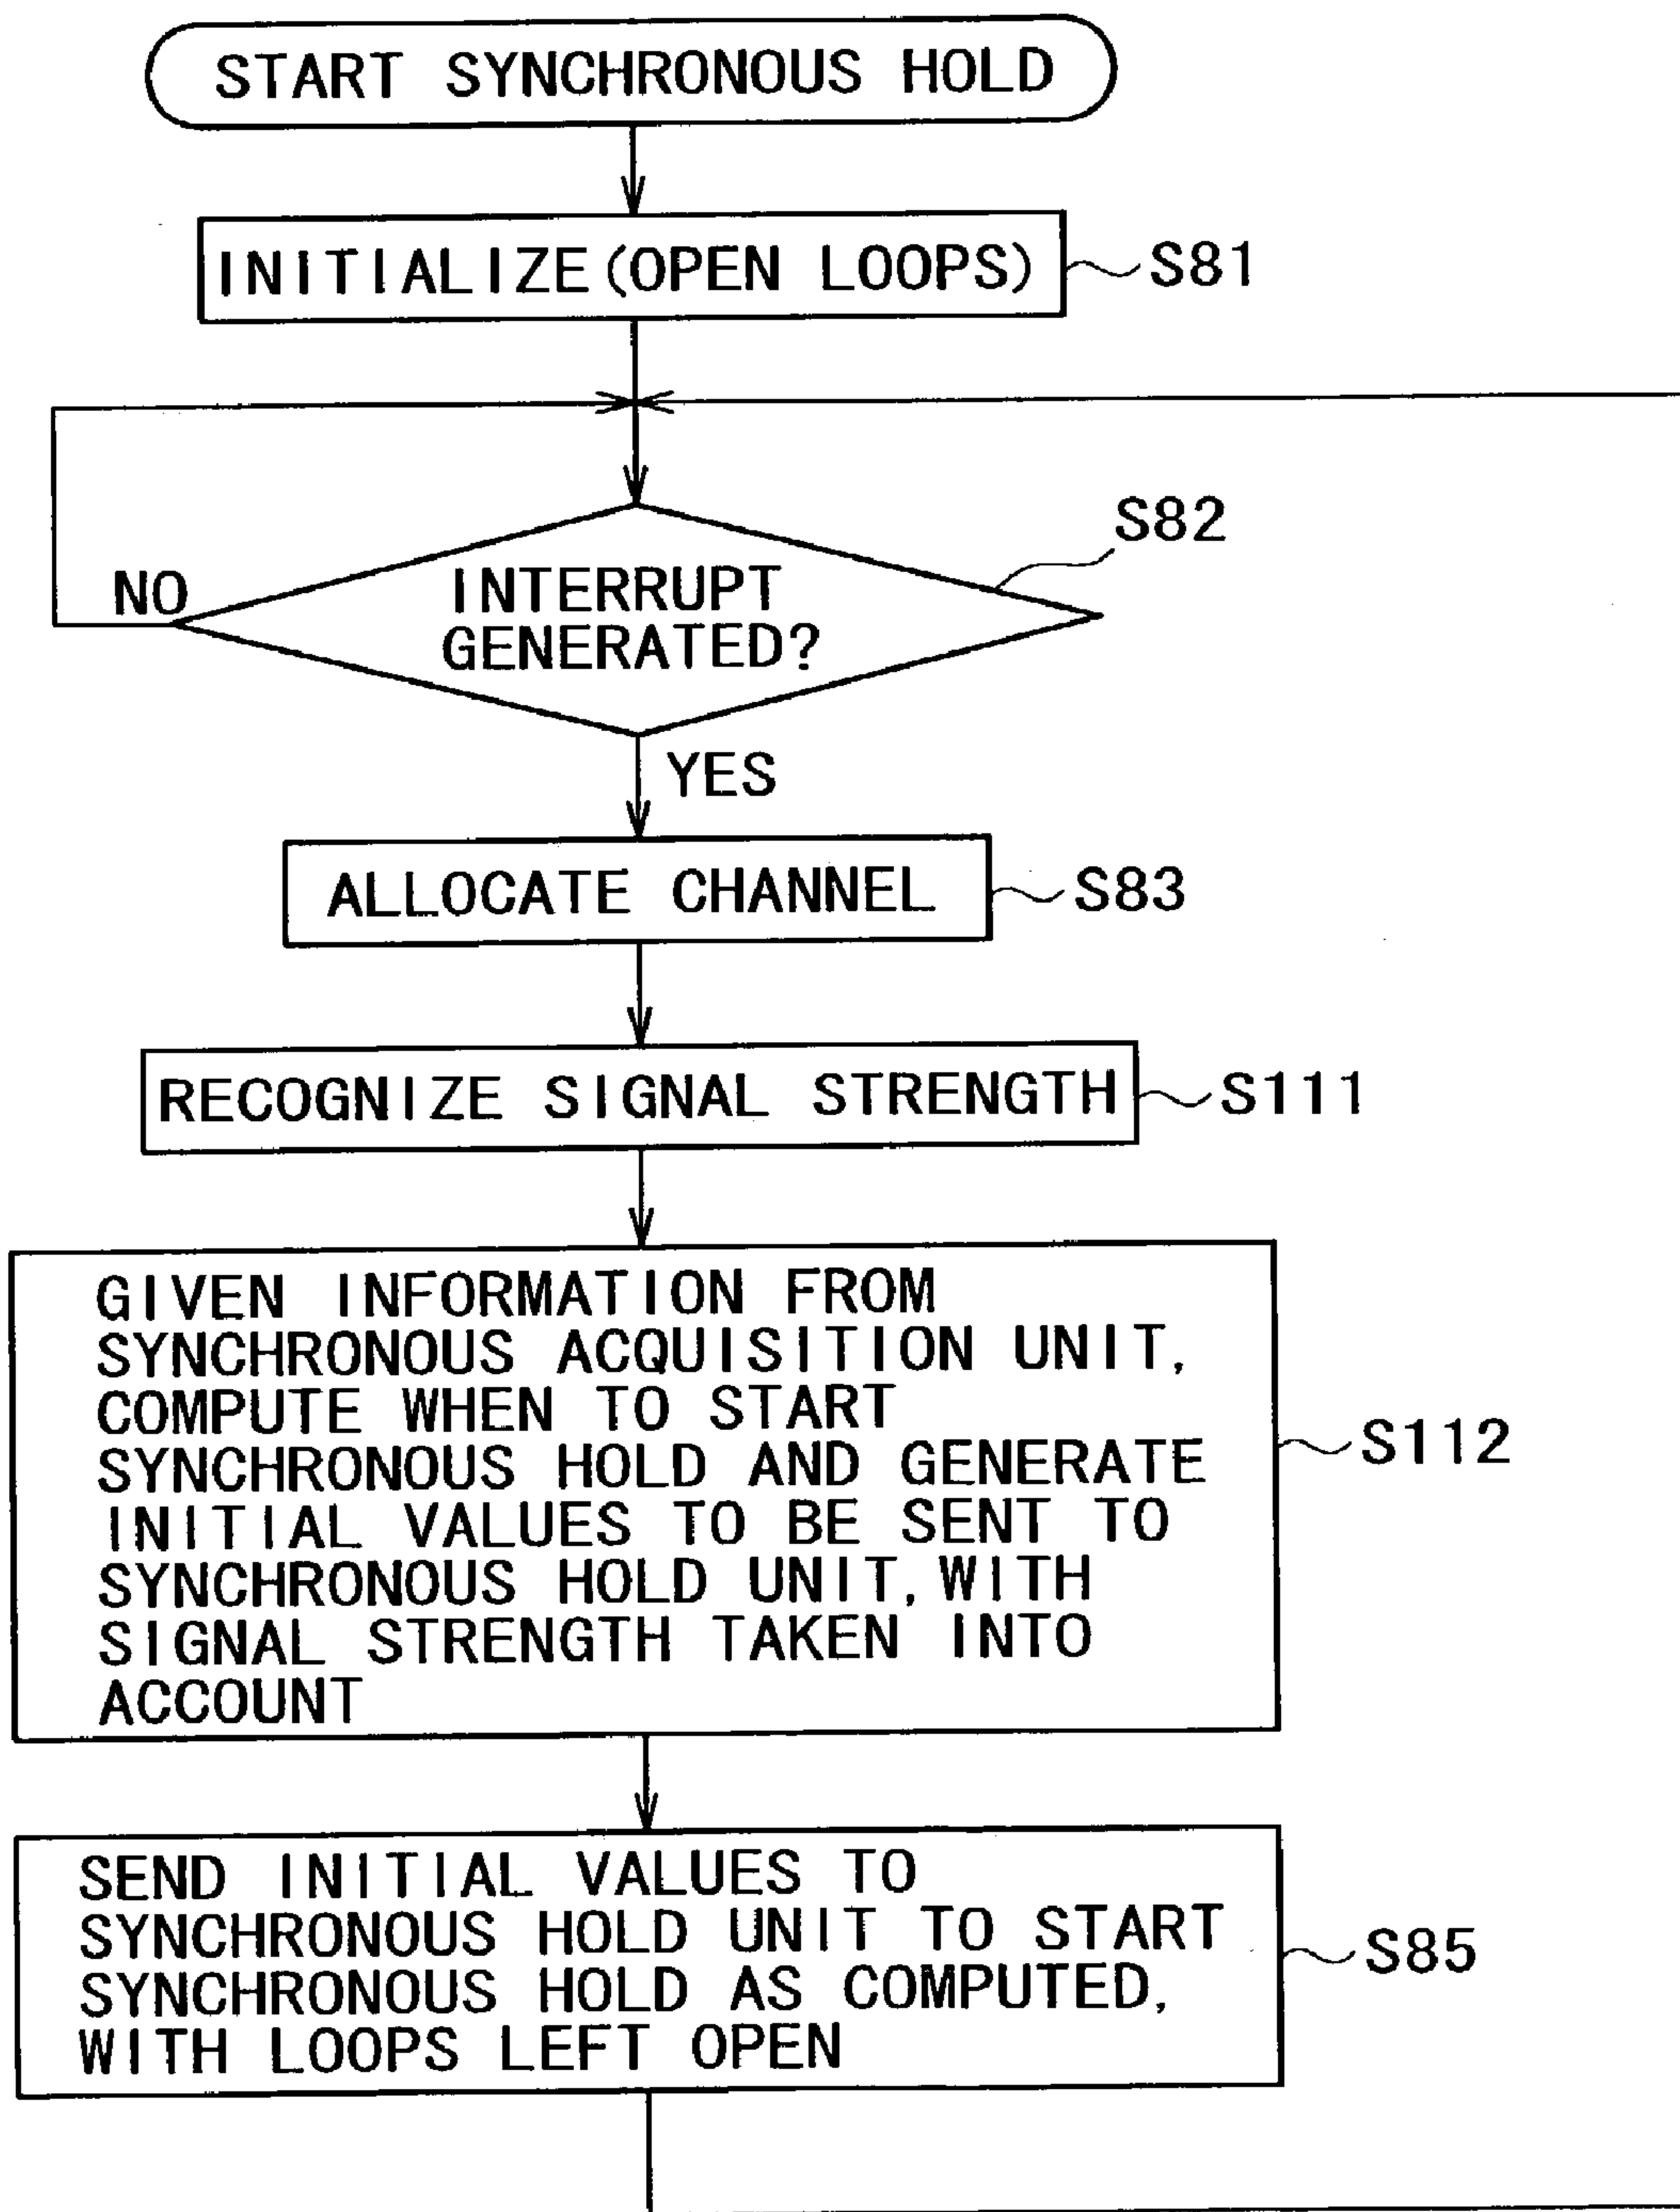 START SYNCHRONOUS HOLD
INITIALIZE(OPEN LOOPS)
S81
S82
NO
INTERRUPT
GENERATED?
YES
ALLOCATE CHANNEL
S83
RECOGNIZE SIGNAL STRENGTH
S111
GIVEN INFORMATION FROM
SYNCHRONOUS ACQUISITION UNIT,
COMPUTE WHEN TO START
SYNCHRONOUS HOLD AND GENERATE
INITIAL VALUES TO BE SENT TO
SYNCHRONOUS HOLD UNIT, WITH
SIGNAL STRENGTH TAKEN INTO
ACCOUNT
S112
SEND INITIAL VALUES TO
SYNCHRONOUS HOLD UNIT TO START
SYNCHRONOUS HOLD AS COMPUTED,
WITH LOOPS LEFT OPEN
S85